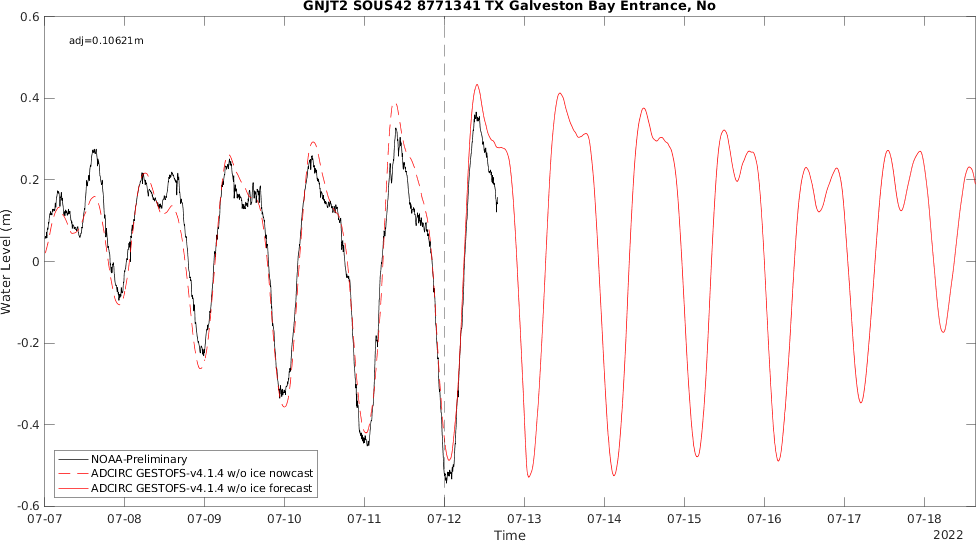 GNJT2 SOUS42 8771341 TX Galveston Bay Entrance, No
adj=0.10621m
0.6
0.4
0.2
0
-0.2
-0.4
-0.6
Water Level (m)
NOAA-Preliminary
ADCIRC GESTOFS-v4.1.4 w/o ice nowcast
ADCIRC GESTOFS-v4.1.4 w/o ice forecast
07-07 07-08 07-09 07-10 07-11 07-12 07-13 07-14 07-15 07-16 07-17 07-18
Time
2022